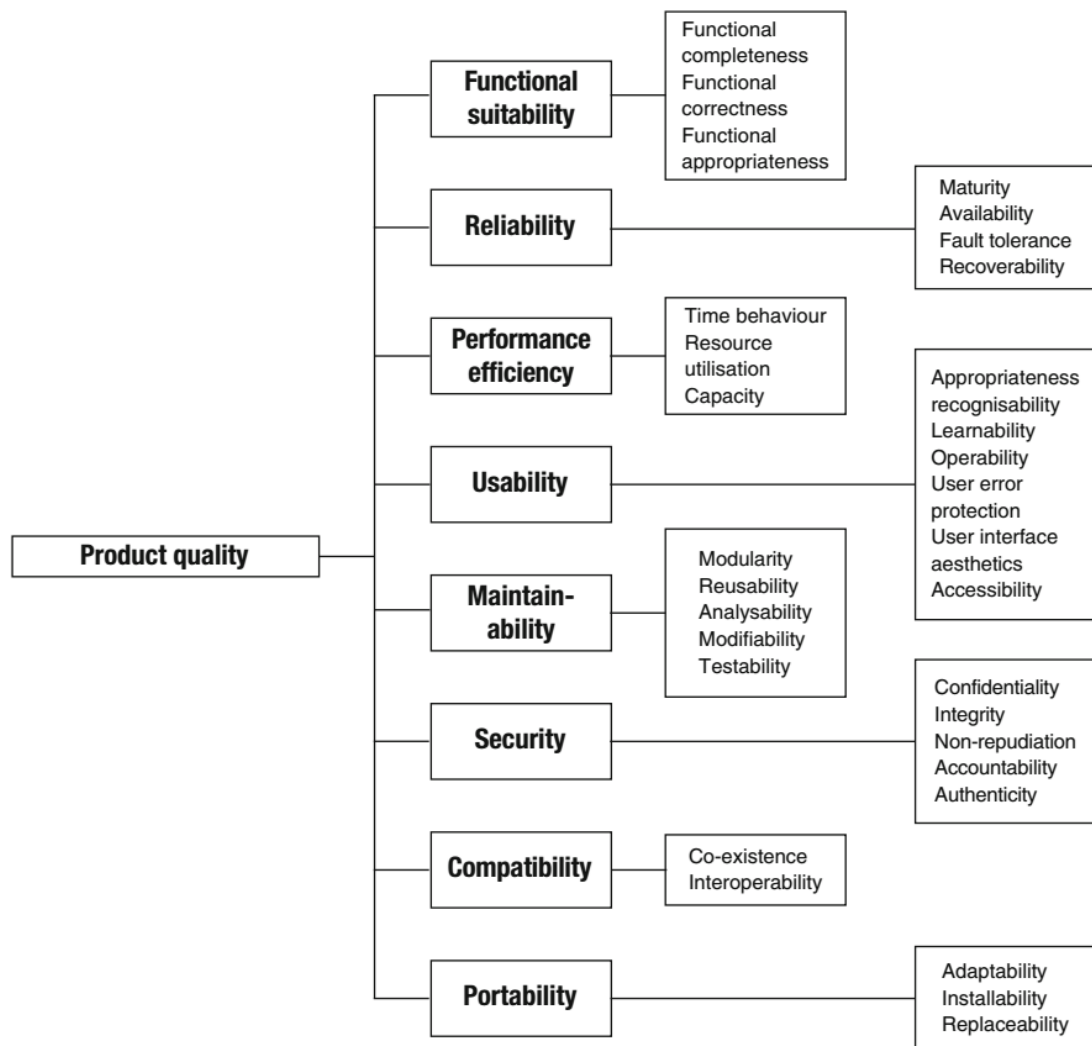 Product quality
Functional
suitability
Functional
completeness
Functional
correctness
Functional
appropriateness
Reliability
Maturity
Availability
Fault tolerance
Recoverability
Performance
efficiency
Time behaviour
Resource
utilisation
Capacity
Usability
Appropriateness
recognisability
Learnability
Operability
User error
protection
User interface
aesthetics
Accessibility
Maintain-
ability
Modularity
Reusability
Analysability
Modifiability
Testability
Security
Confidentiality
Integrity
Non-repudiation
Accountability
Authenticity
Compatibility
Co-existence
Interoperability
Portability
Adaptability
Installability
Replaceability